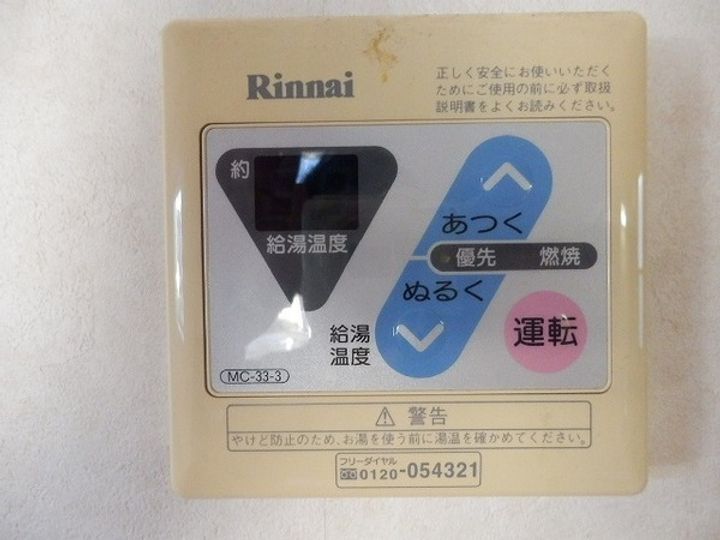 Rinnai
正しく安全にお使いいただく
ためにご使用の前に必ず取扱
説明書をよくお読みください。
約
給湯温度
あつく
優先 燃焼
ぬるく
給湯
温度
運転
MC-33-3
⚠ 警告
やけど防止のため、お湯を使う前に湯温を確かめてください。
フリーダイヤル
0120-054321